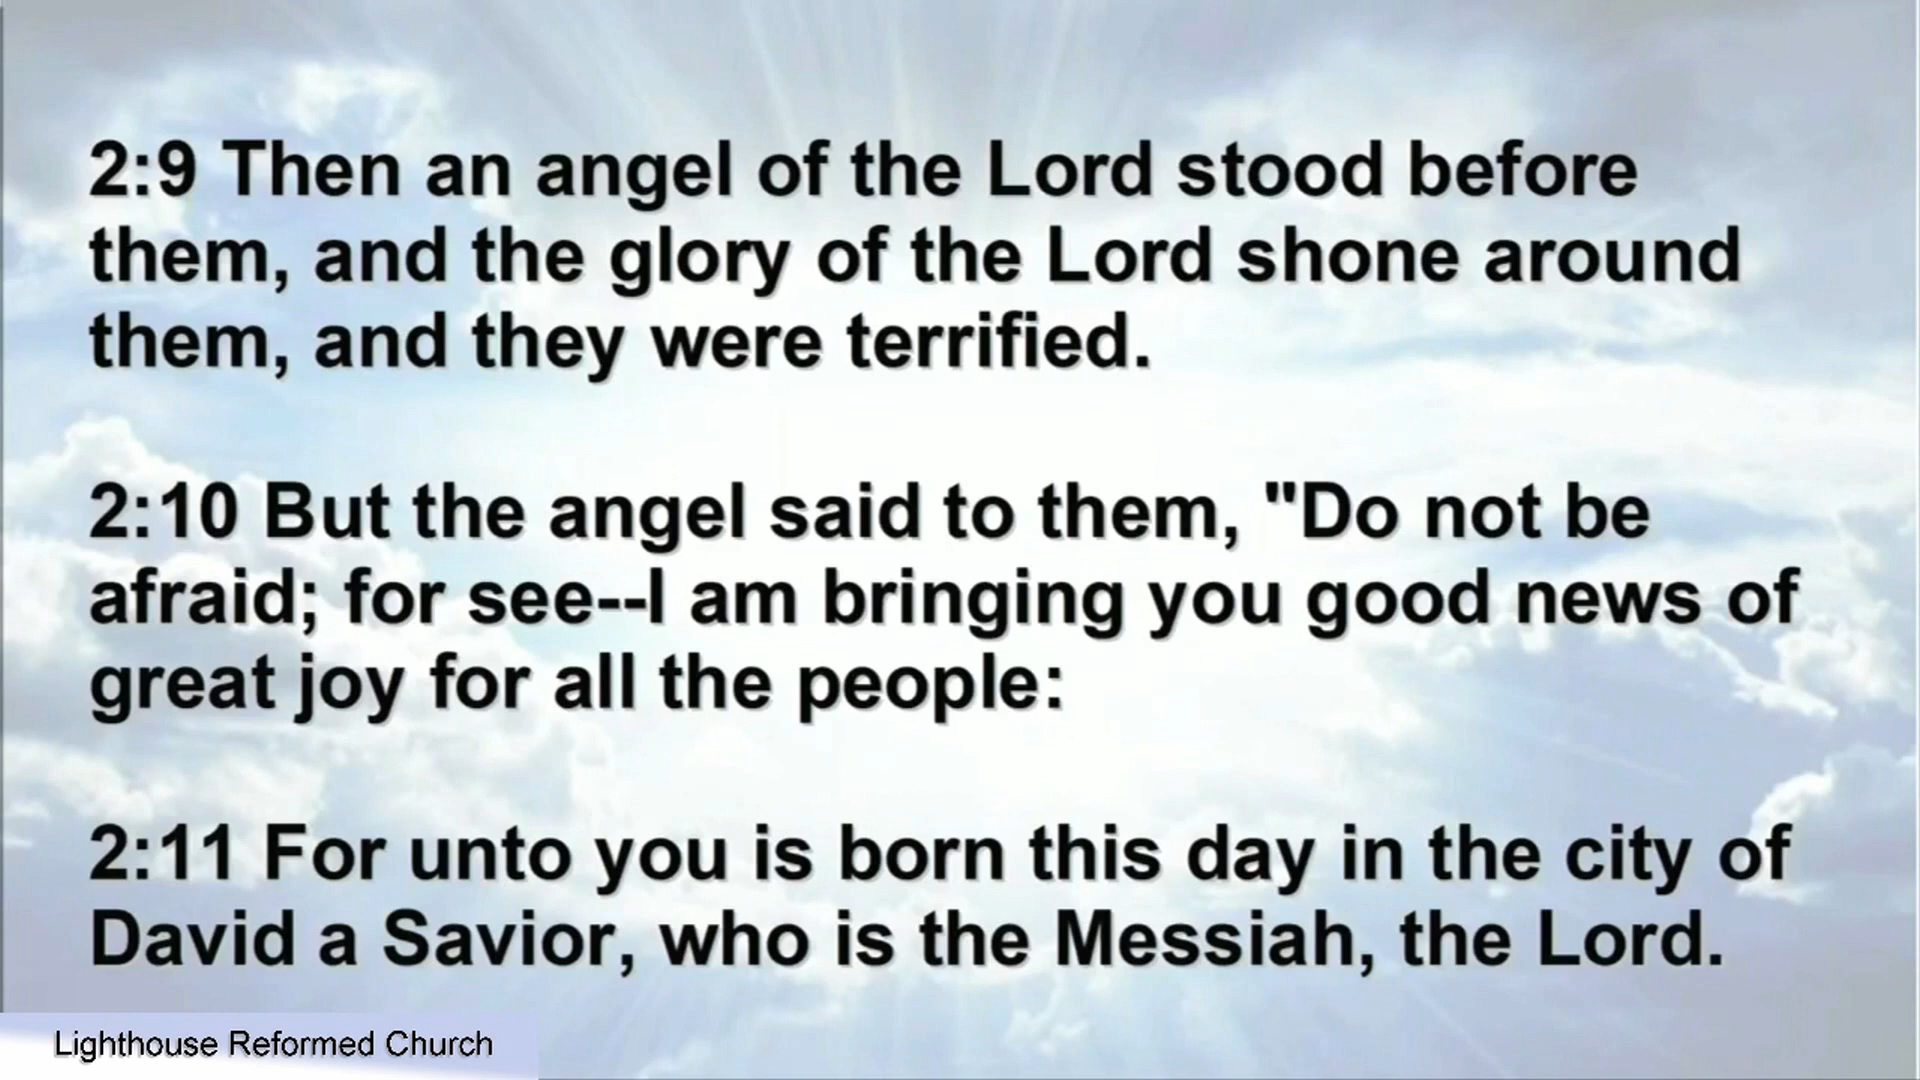 2:9 Then an angel of the Lord stood before
them, and the glory of the Lord shone around
them, and they were terrified.
2:10 But the angel said to them, "Do not be
afraid; for see--I am bringing you good news of
great joy for all the people:
2:11 For unto you is born this day in the city of
David a Savior, who is the Messiah, the Lord.
Lighthouse Reformed Church